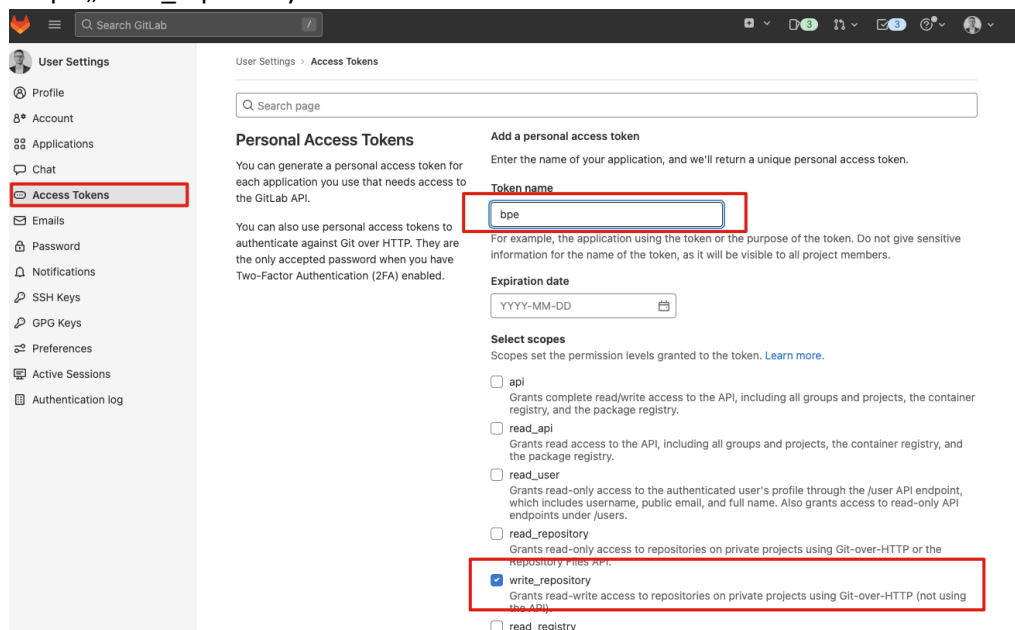 Search GitLab /
3 3
User Settings
User Settings > Access Tokens
Profile
Account
Applications
Chat
Access Tokens
Emails
Password
Notifications
SSH Keys
GPG Keys
Preferences
Active Sessions
Authentication log
Search page
Personal Access Tokens
You can generate a personal access token for
each application you use that needs access to
the GitLab API.
You can also use personal access tokens to
authenticate against Git over HTTP. They are
the only accepted password when you have
Two-Factor Authentication (2FA) enabled.
Add a personal access token
Enter the name of your application, and we'll return a unique personal access token.
Token name
bpe
For example, the application using the token or the purpose of the token. Do not give sensitive
information for the name of the token, as it will be visible to all project members.
Expiration date
YYYY-MM-DD
Select scopes
Scopes set the permission levels granted to the token. Learn more.
api
Grants complete read/write access to the API, including all groups and projects, the container
registry, and the package registry.
read_api
Grants read access to the API, including all groups and projects, the container registry, and
the package registry.
read_user
Grants read-only access to the authenticated user's profile through the /user API endpoint,
which includes username, public email, and full name. Also grants access to read-only API
endpoints under /users.
read_repository
Grants read-only access to repositories on private projects using Git-over-HTTP or the
Repository Files API.
write_repository
Grants read-write access to repositories on private projects using Git-over-HTTP (not using
the API).
read_registry